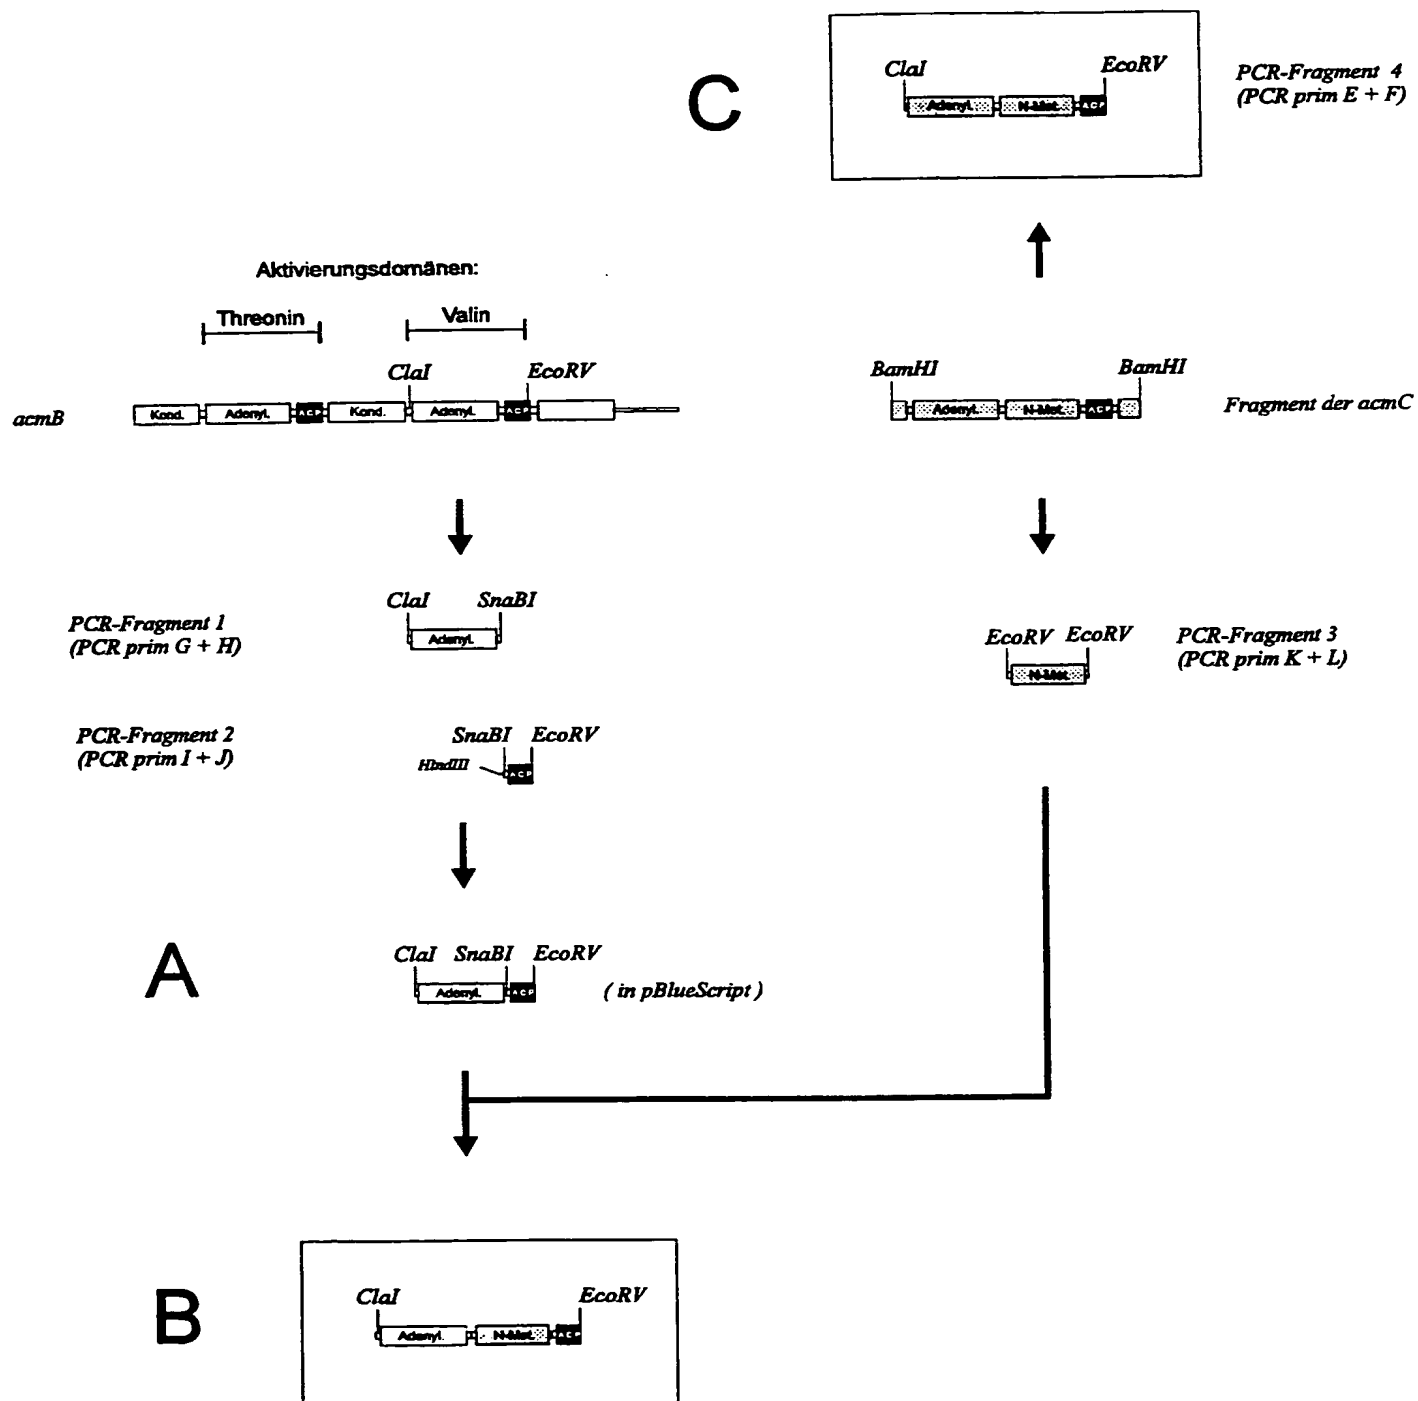 C
ClaI
EcoRV
Adenyl.
N-Met.
ACP
PCR-Fragment 4
(PCR prim E + F)
Aktivierungsdomänen:
Threonin
Valin
ClaI
EcoRV
acmB
Kond.
Adenyl.
ACP
Kond.
Adenyl.
ACP
BamHI
BamHI
Adenyl.
N-Met.
ACP
Fragment der acmC
PCR-Fragment 1
(PCR prim G + H)
ClaI
SnaBI
Adenyl.
EcoRV
EcoRV
N-Met.
PCR-Fragment 3
(PCR prim K + L)
PCR-Fragment 2
(PCR prim I + J)
SnaBI
EcoRV
HindIII
ACP
A
ClaI
SnaBI
EcoRV
Adenyl.
ACP
( in pBlueScript )
B
ClaI
EcoRV
Adenyl.
N-Met.
ACP